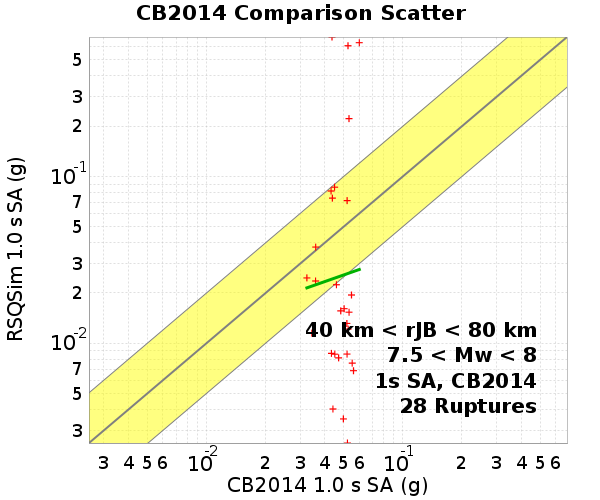 CB2014 Comparison Scatter
RSQSim 1.0 s SA (g)
5
3
2
10-1
7
5
3
2
10-2
7
5
3
40 km < rJB < 80 km
7.5 < Mw < 8
1s SA, CB2014
28 Ruptures
3 4 5 6 10-2 2 3 4 5 6 10-1 2 3 4 5 6
CB2014 1.0 s SA (g)